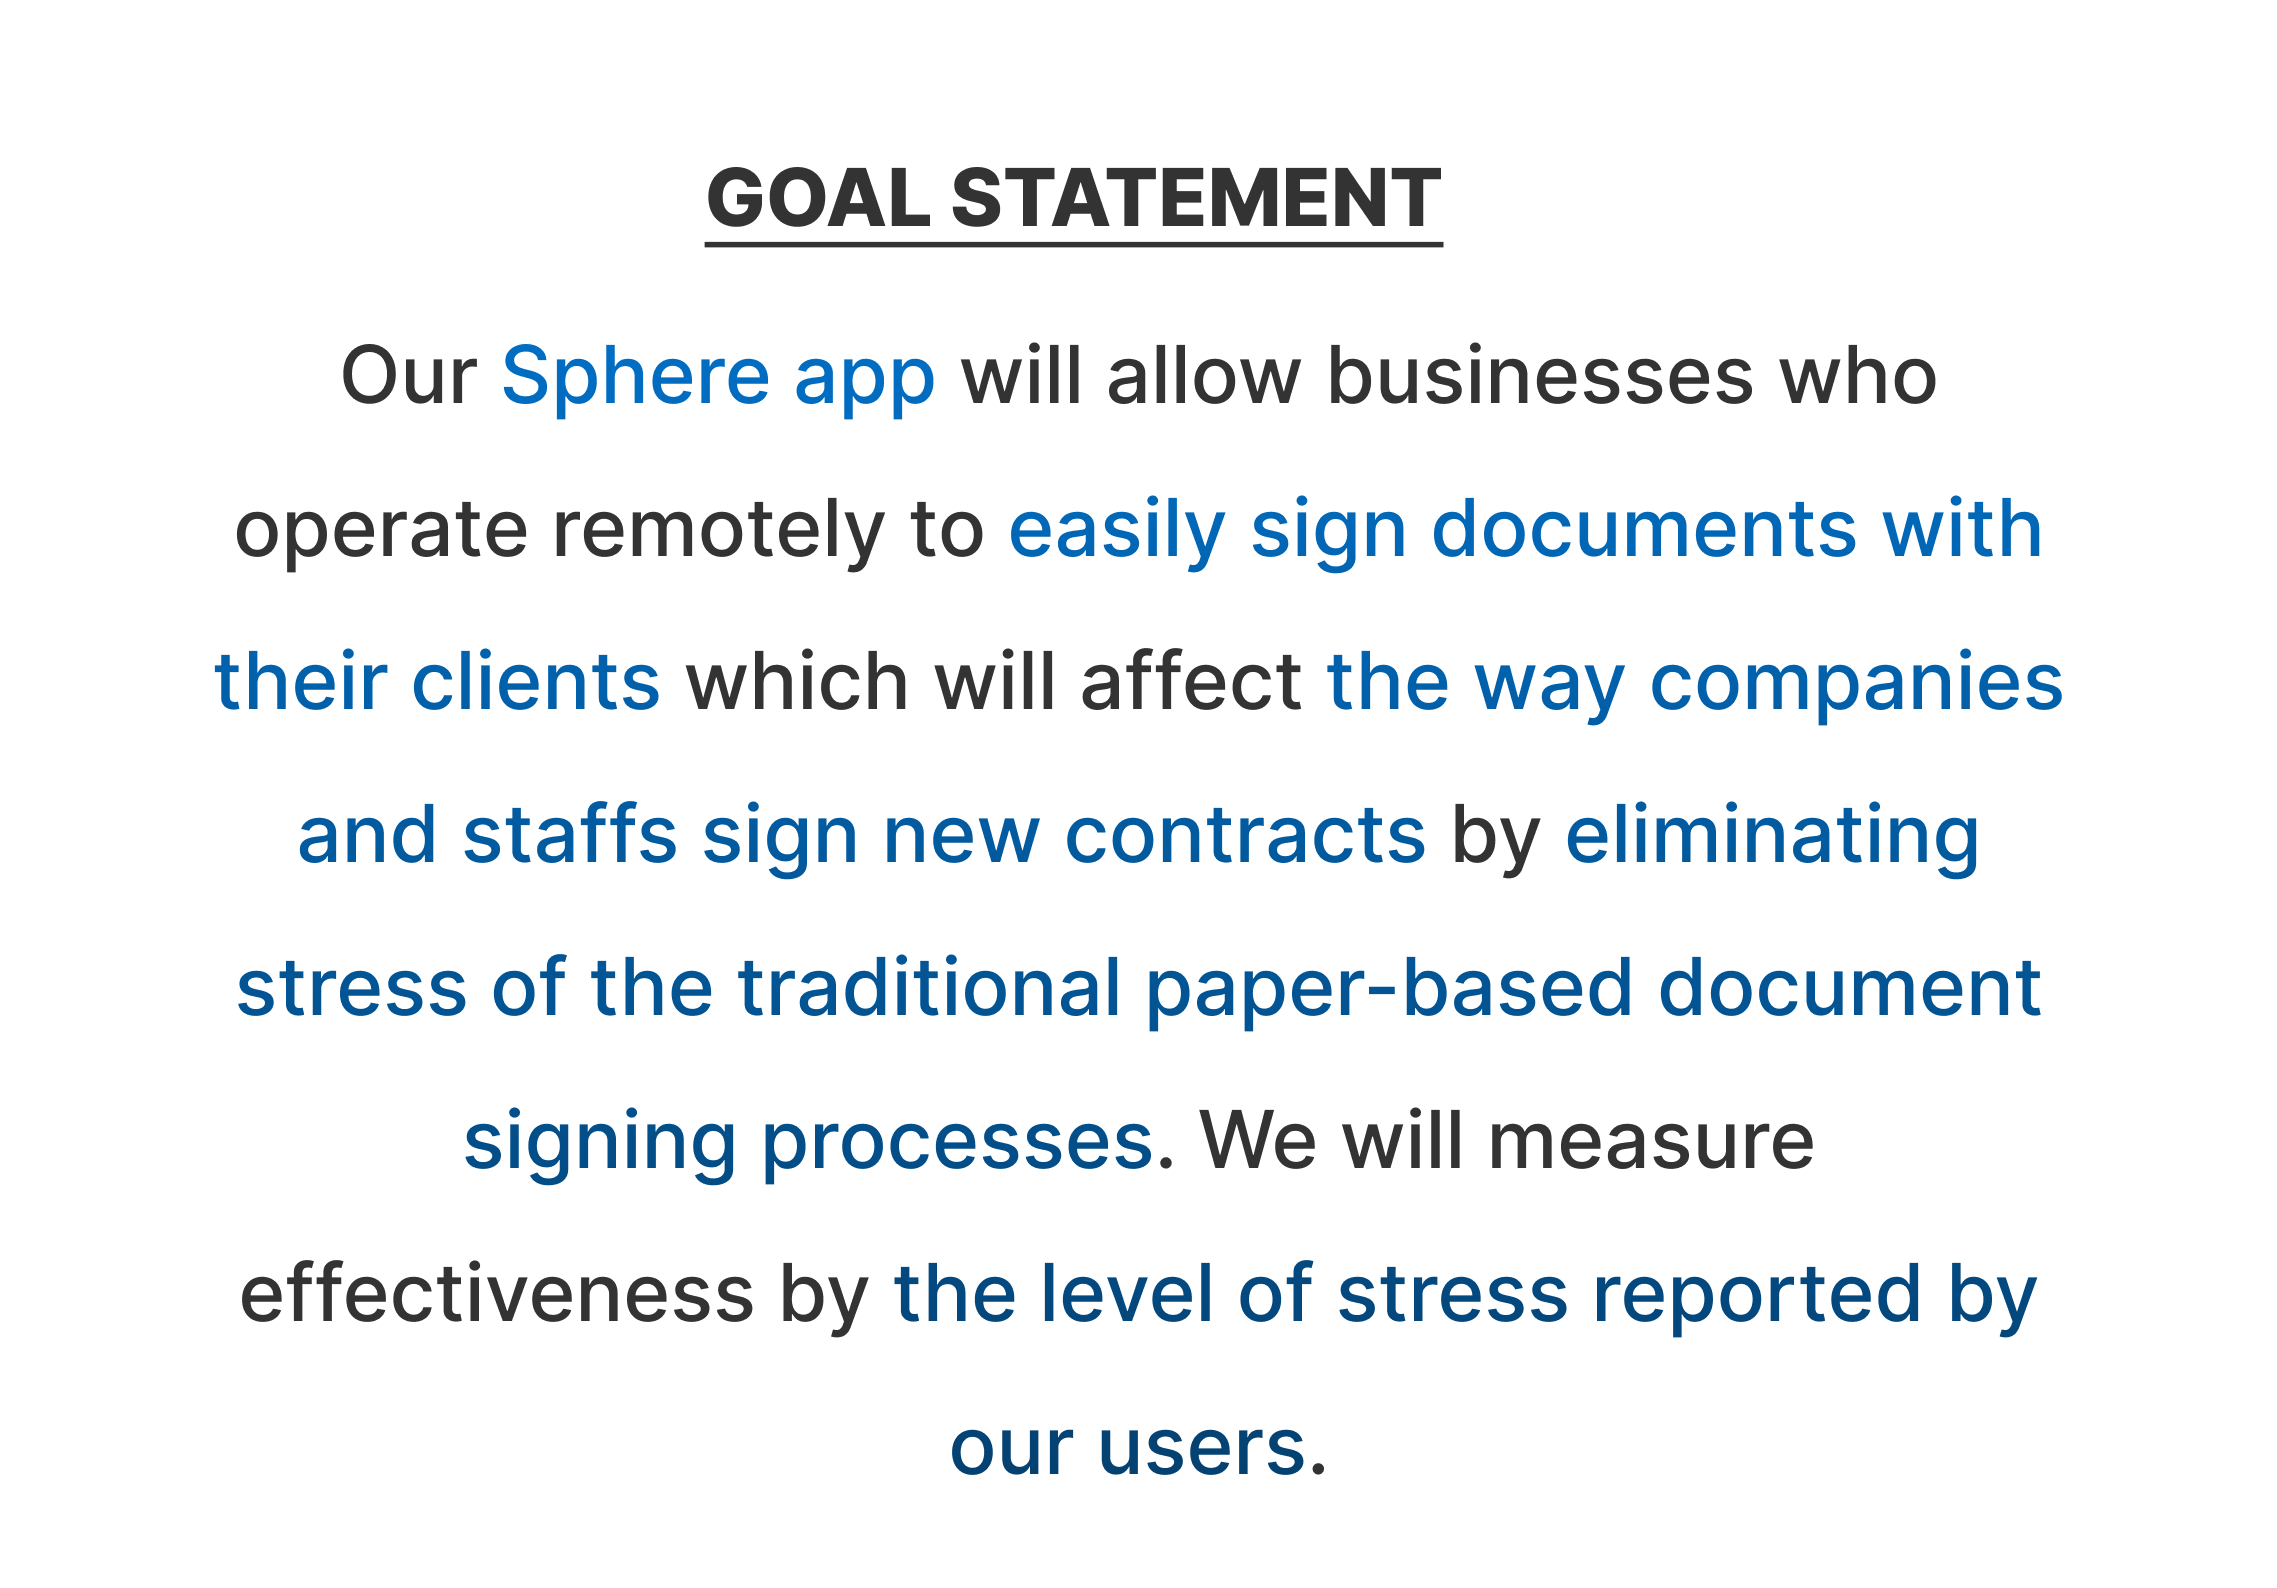 GOAL STATEMENT
Our Sphere app will allow businesses who
operate remotely to easily sign documents with
their clients which will affect the way companies
and staffs sign new contracts by eliminating
stress of the traditional paper-based document
signing processes. We will measure
effectiveness by the level of stress reported by
our users.